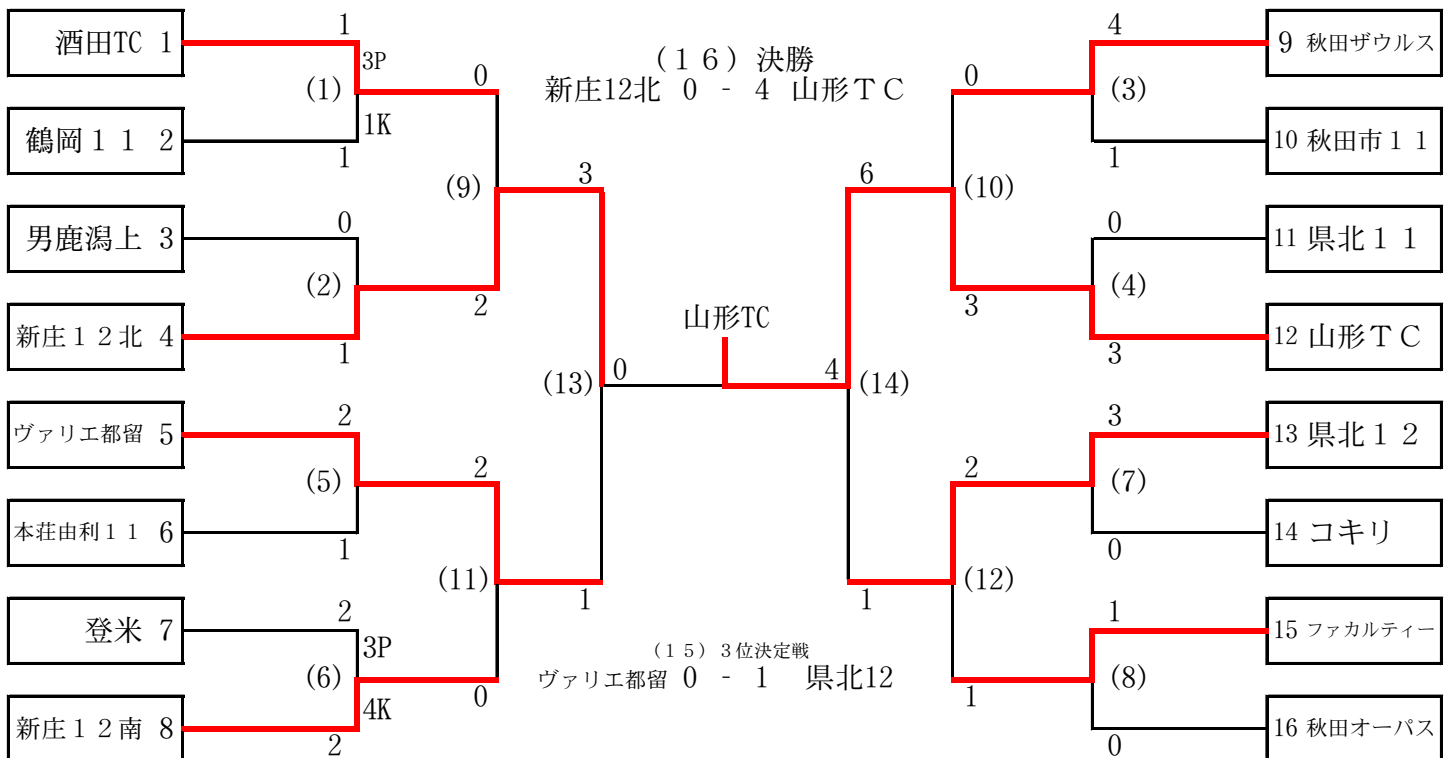 酒田TC 1
1
3P
(1)
0
1K
鶴岡１１ 2
1
(9)
3
男鹿潟上 3
0
(2)
2
新庄１２北 4
1
(13)
0
ヴァリエ都留 5
2
(5)
2
本荘由利１１ 6
1
(11)
1
登米 7
2
3P
(6)
0
4K
新庄１２南 8
2
(１６) 決勝
新庄12北 0 - 4 山形ＴＣ
山形TC
(１５) 3位決定戦
ヴァリエ都留 0 - 1 県北12
4
9 秋田ザウルス
0
(3)
10 秋田市１１
1
6
(10)
0
11 県北１１
(4)
3
12 山形ＴＣ
3
4
(14)
3
13 県北１２
2
(7)
14 コキリ
0
(12)
1
1
15 ファカルティー
(8)
1
16 秋田オーパス
0